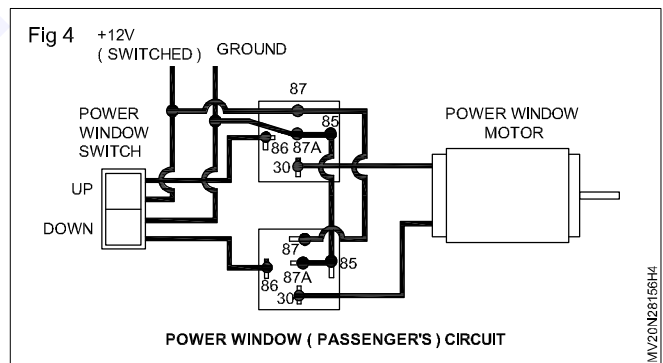 Fig 4
+12V
( SWITCHED )
GROUND
POWER
WINDOW
SWITCH
UP
DOWN
87
85
86
87A
30
POWER WINDOW
MOTOR
87
85
87A
86
30
POWER WINDOW ( PASSENGER'S ) CIRCUIT
MV20N28156H4